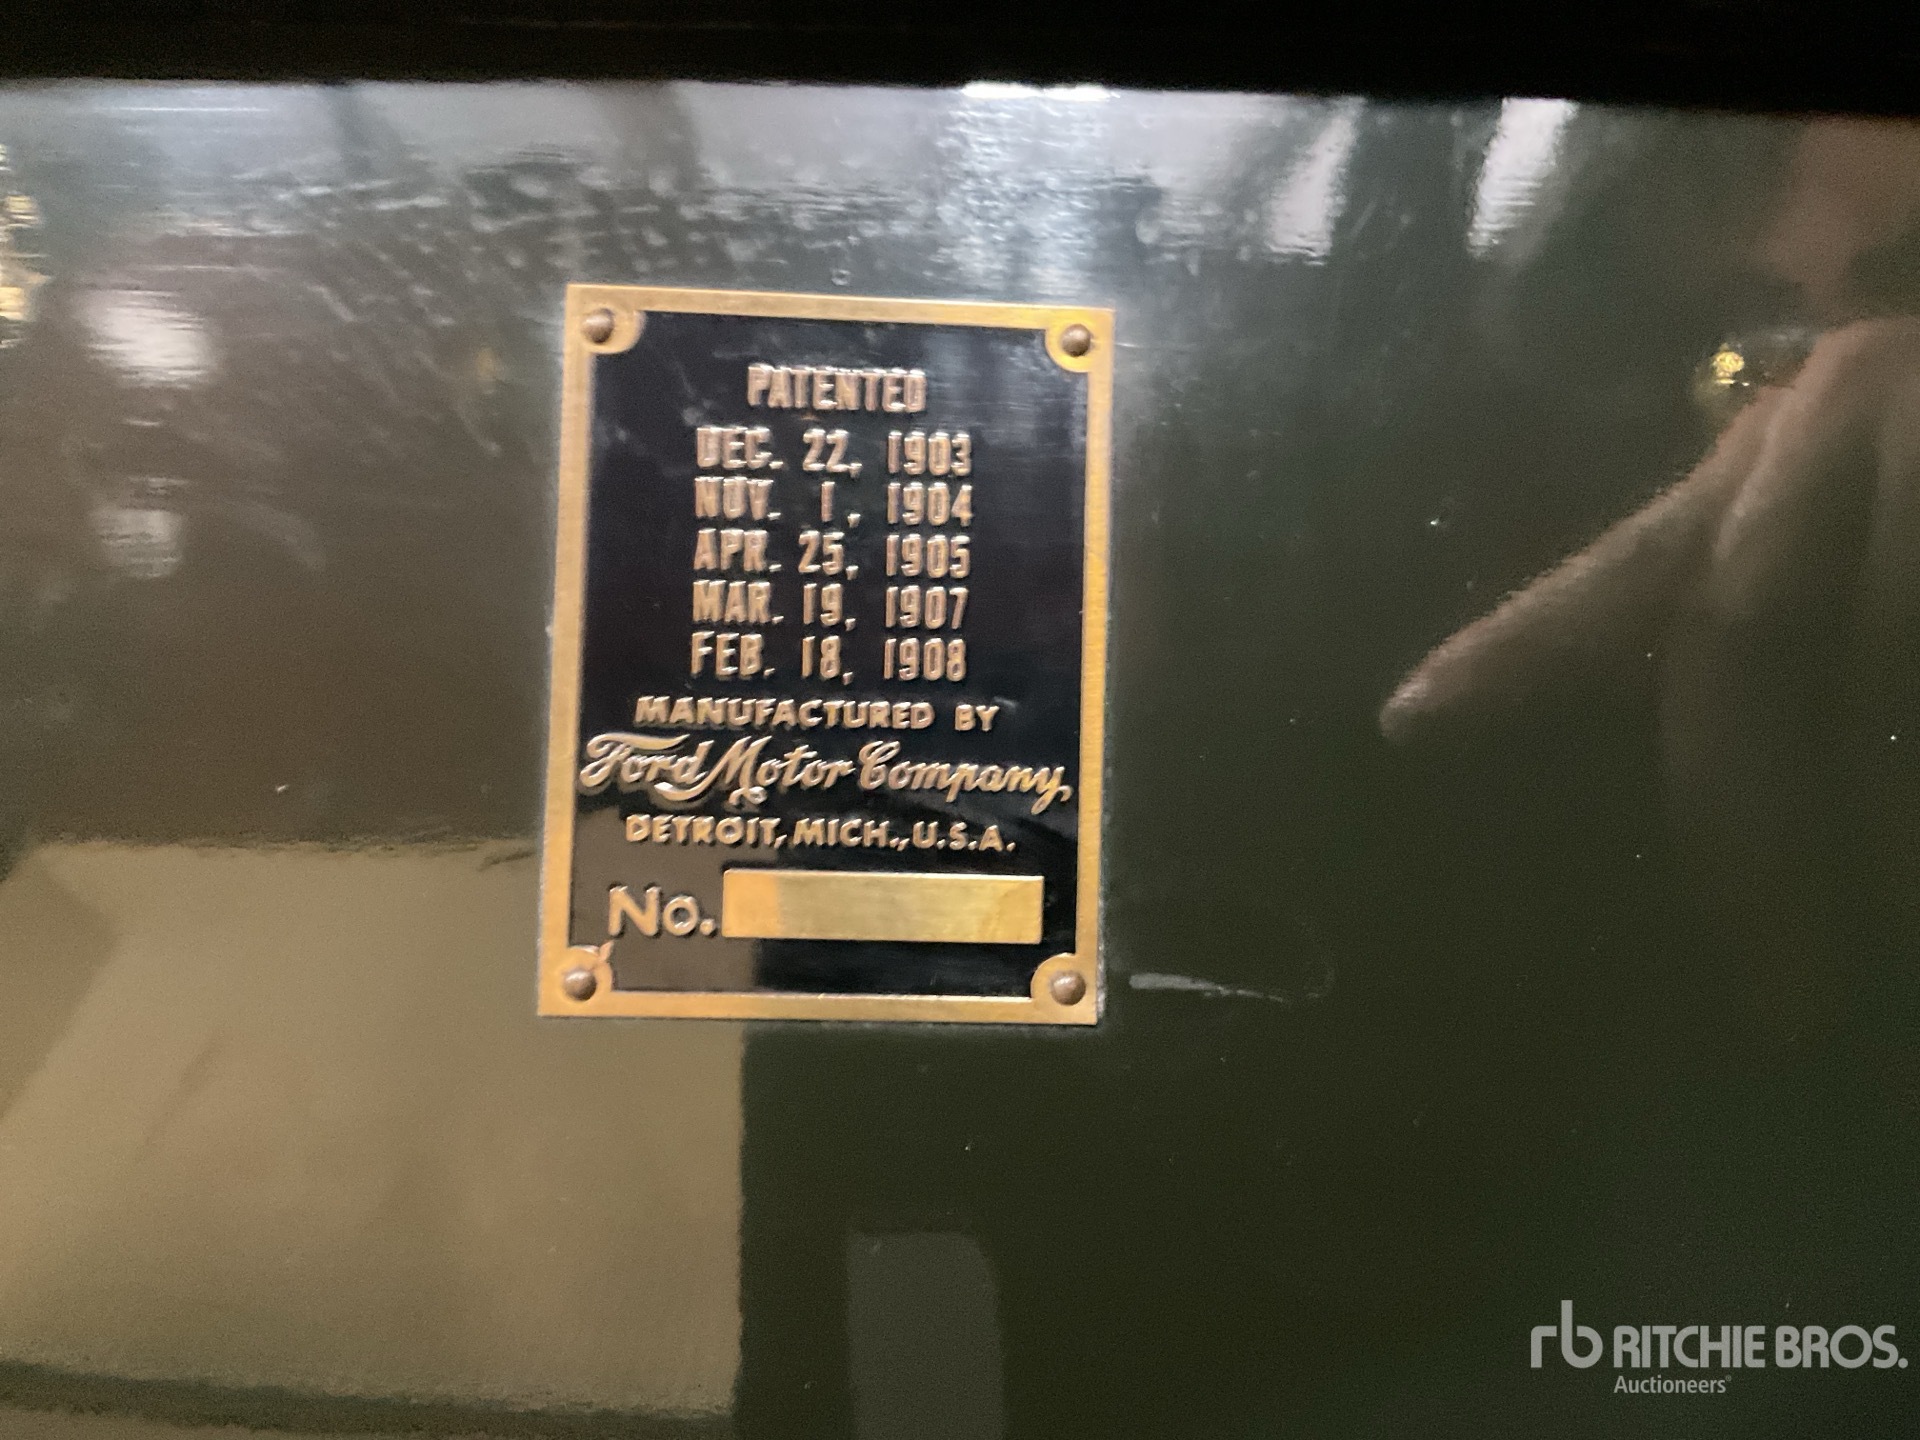 PATENTED
DEC. 22, 1903
NOV. 1, 1904
APR. 25, 1905
MAR. 19, 1907
FEB. 18, 1908
MANUFACTURED BY
Ford Motor Company,
DETROIT, MICH., U.S.A.
No.
rb RITCHIE BROS.
Auctioneers®